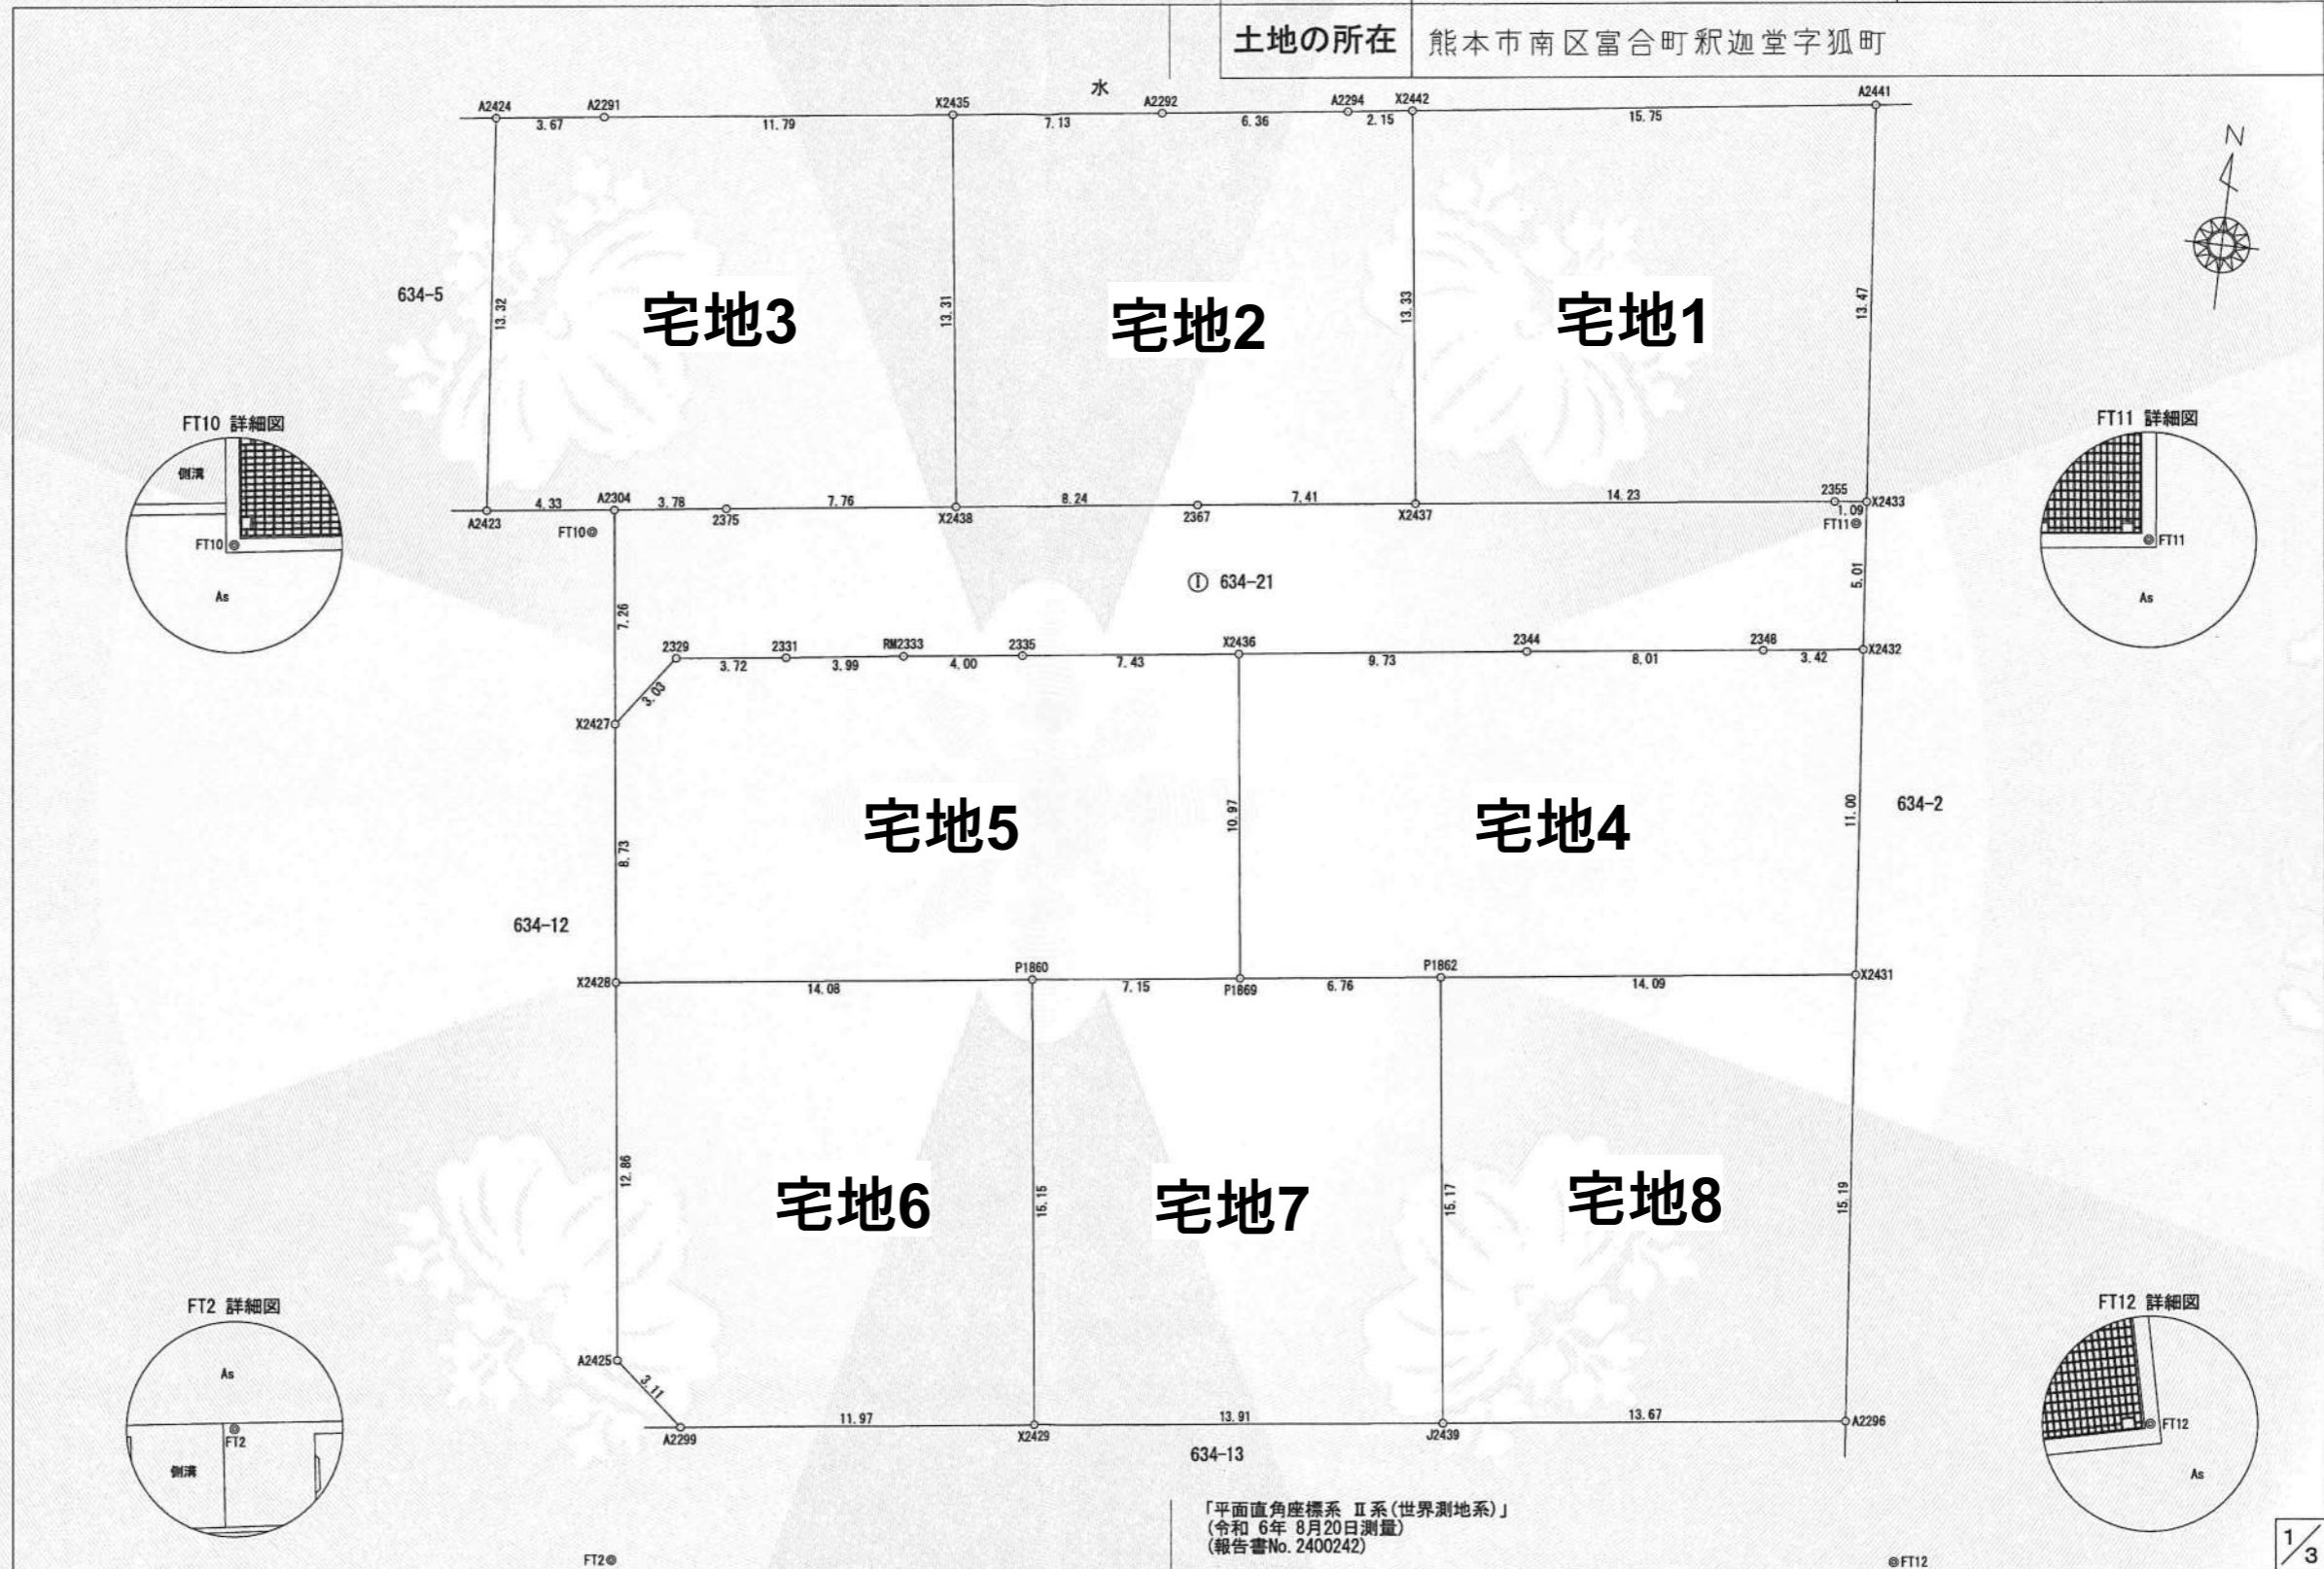 土地の所在 熊本市南区富合町釈迦堂字狐町
水
A2424 A2291 X2435 A2292 A2294 X2442 A2441
3.67 11.79 7.13 6.36 2.15 15.75
N
634-5
13.32 宅地3 13.31 宅地2 13.33 宅地1 13.47
FT10 詳細図
側溝
FT10
As
FT11 詳細図
FT11
As
4.33 A2304 3.78 7.76 8.24 7.41 14.23 2355 X2433
A2423 2375 X2438 2367 X2437 1.09
FT10 FT11
① 634-21
7.26 5.01
2329 2331 RM2333 2335 X2436 2344 2348 X2432
3.72 3.99 4.00 7.43 9.73 8.01 3.42
3.03
X2427
8.73 宅地5 10.97 宅地4 11.00 634-2
634-12
X2428 P1860 P1862 X2431
14.08 7.15 P1869 6.76 14.09
12.86 宅地6 15.15 宅地7 15.17 宅地8 15.19
FT2 詳細図
As
FT2
側溝
FT12 詳細図
FT12
As
A2425
3.11
11.97 13.91 13.67 A2296
A2299 X2429 J2439
634-13
「平面直角座標系 Ⅱ系(世界測地系)」
(令和 6年 8月20日測量)
(報告書No.2400242)
FT2 FT12
1/3